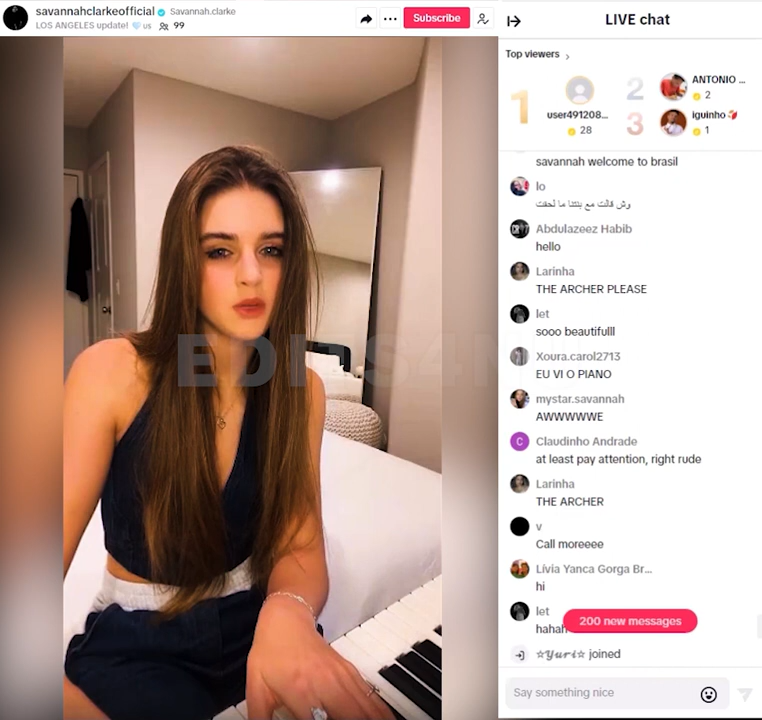 savannahclarkeofficial Savannah.clarke
LOS ANGELES update! 🩵 us 99
Subscribe
LIVE chat
Top viewers
1
user491208...
28
2
ANTONIO ...
2
3
iguinho
1
savannah welcome to brasil
lo
وش قالت مع بنتنا ما لحقت
Abdulazeez Habib
hello
Larinha
THE ARCHER PLEASE
let
sooo beautifulll
Xoura.carol2713
EU VI O PIANO
mystar.savannah
AWWWWWE
C
Claudinho Andrade
at least pay attention, right rude
Larinha
THE ARCHER
v
Call moreeee
Lívia Yanca Gorga Br...
hi
let
hahah
200 new messages
☆𝓨𝓾𝓻𝓲☆ joined
Say something nice